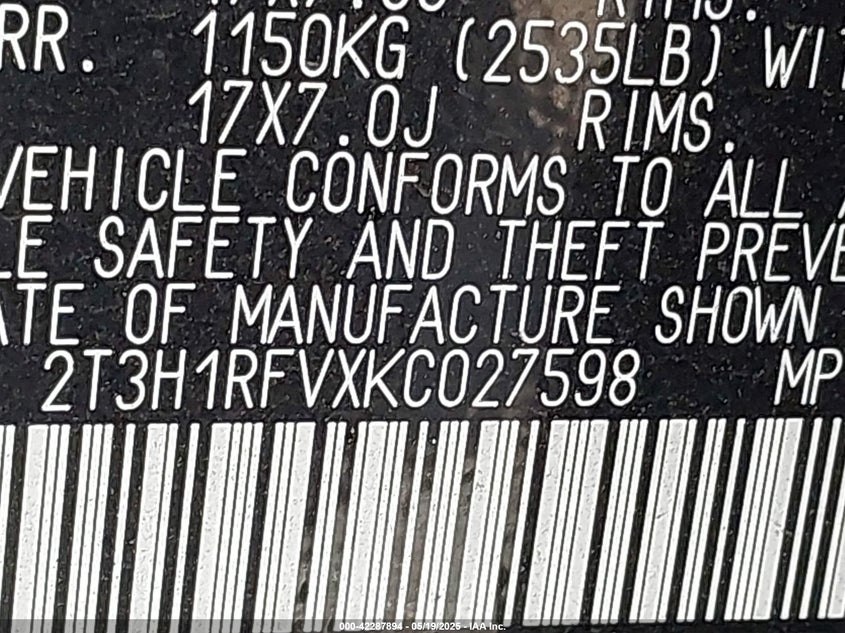 RR. 1150KG (2535LB) WIT
17X7.0J RIMS.
VEHICLE CONFORMS TO ALL
LE SAFETY AND THEFT PREVE
ATE OF MANUFACTURE SHOWN
2T3H1RFVXKC027598 MP
000-42287894 - 05/19/2025 - IAA Inc.